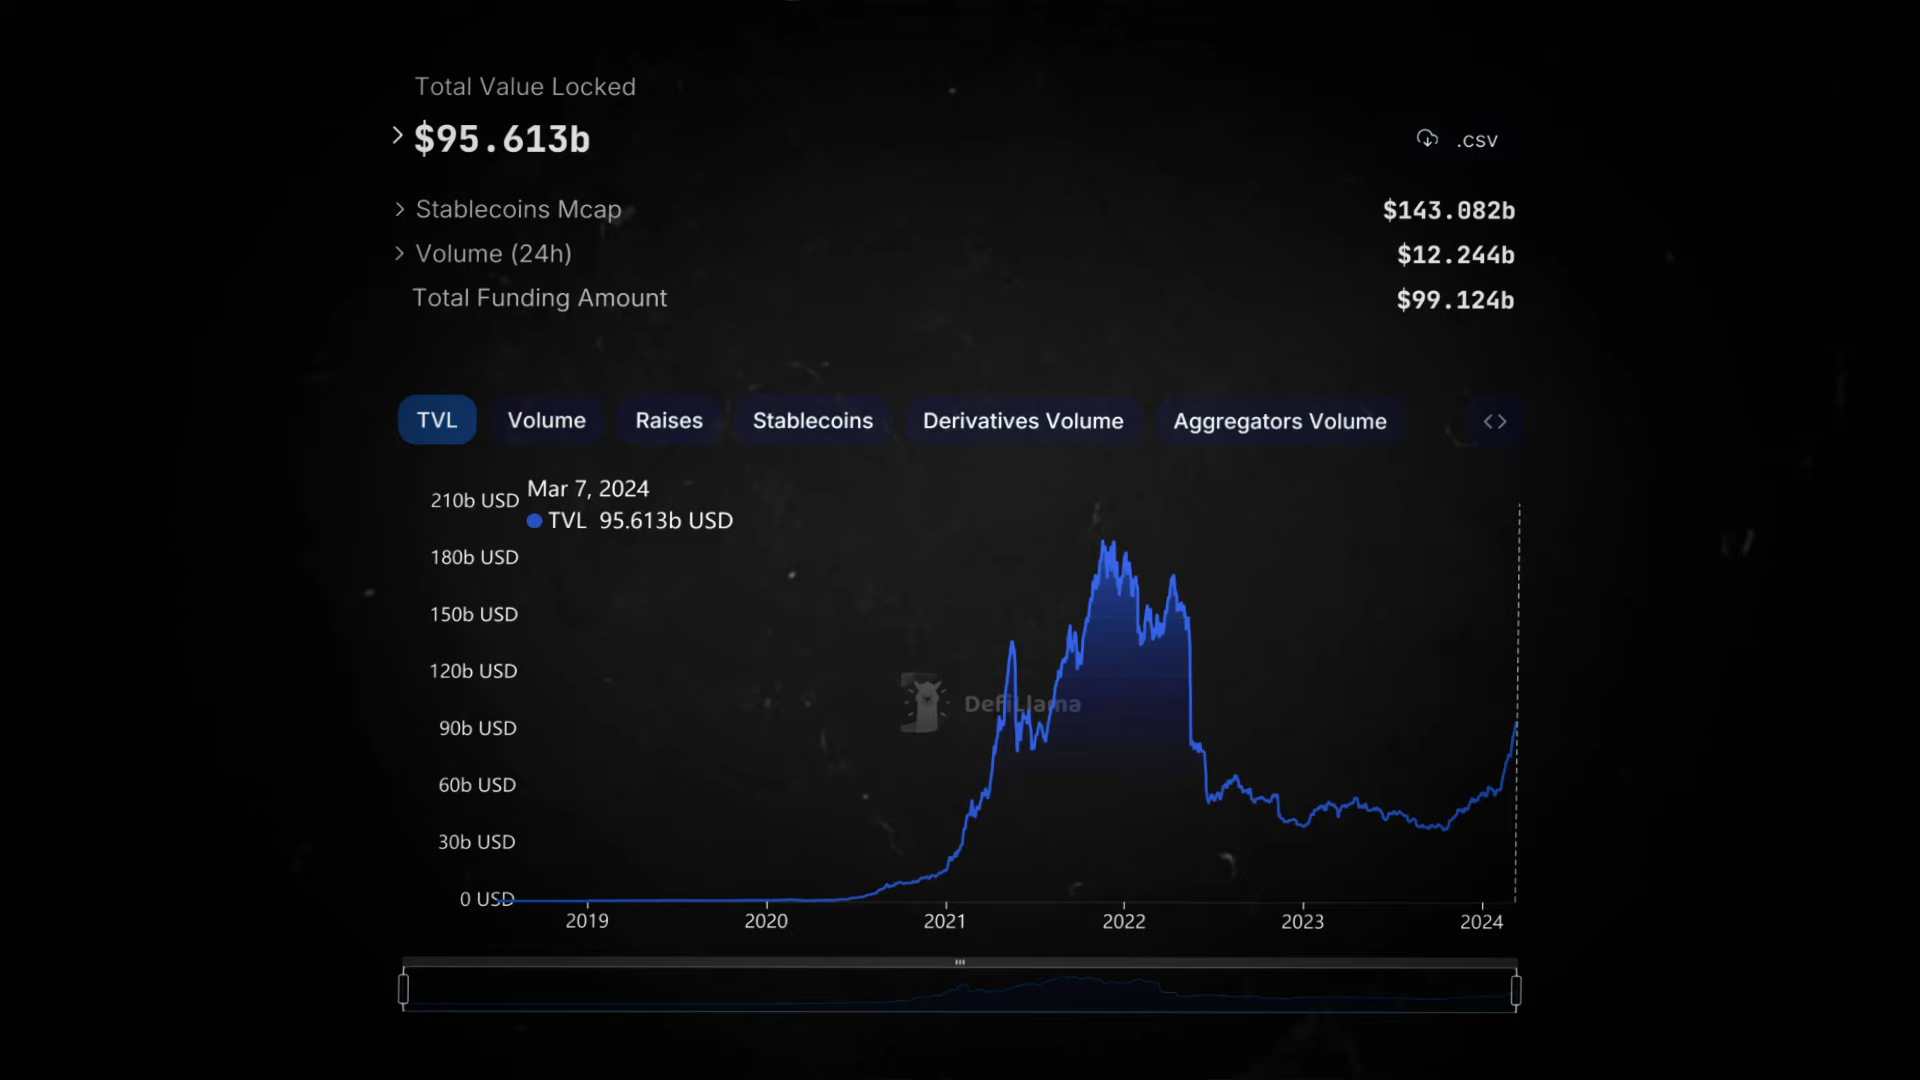 Total Value Locked
$95.613b
.csv
Stablecoins Mcap $143.082b
Volume (24h) $12.244b
Total Funding Amount $99.124b
TVL Volume Raises Stablecoins Derivatives Volume Aggregators Volume
Mar 7, 2024
TVL 95.613b USD
210b USD
180b USD
150b USD
120b USD
90b USD
60b USD
30b USD
0 USD
DefiLlama
2019 2020 2021 2022 2023 2024